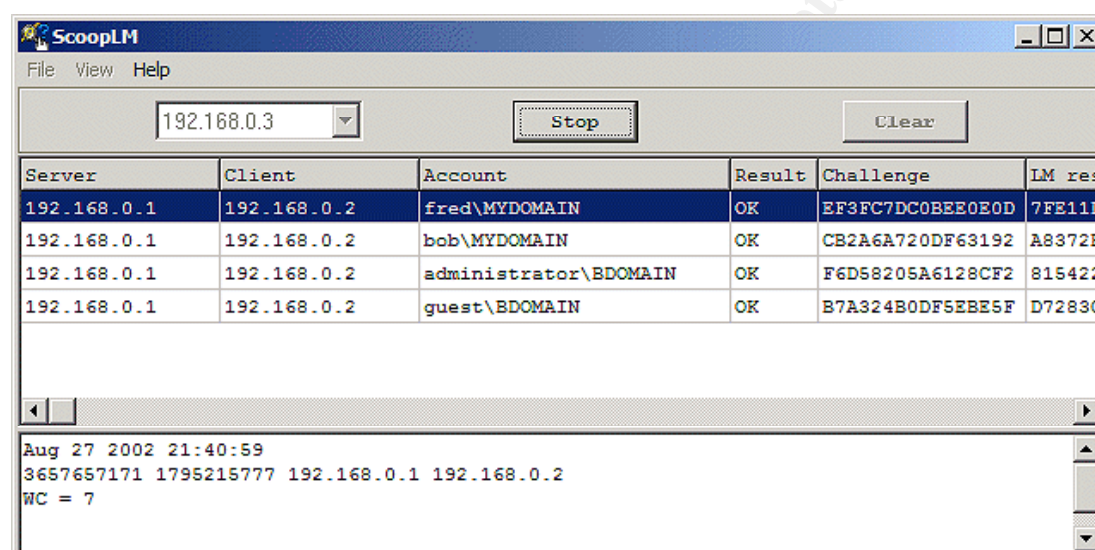 ScoopLM
File View Help
192.168.0.3 Stop Clear
Server Client Account Result Challenge LM
192.168.0.1 192.168.0.2 fred\MYDOMAIN OK EF3FC7DC0BEE0E0D
192.168.0.1 192.168.0.2 bob\MYDOMAIN OK CB2A6A720DF63192
192.168.0.1 192.168.0.2 administrator\BDOMAIN OK F6D58205A6128CF2 815422
192.168.0.1 192.168.0.2 guest\BDOMAIN OK B7A324B0DF5EBE5F
Aug 27 2002 21:40:59
3657657171 1795215777 192.168.0.1 192.168.0.2
WC = 7